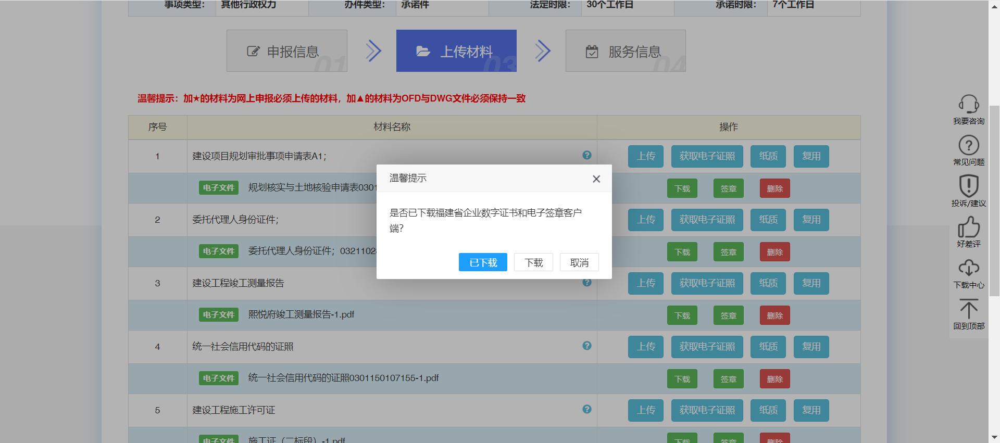 事项类型： 其他行政权力 办件类型： 承诺件 法定时限： 30个工作日 承诺时限： 7个工作日
申报信息 01 上传材料 03 服务信息 04
温馨提示：加★的材料为网上申报必须上传的材料，加▲的材料为OFD与DWG文件必须保持一致
序号 材料名称 操作
1 建设项目规划审批事项申请表A1； 上传 获取电子证照 纸质 复用
电子文件 规划核实与土地核验申请表0301 下载 签章 删除
2 委托代理人身份证件； 上传 获取电子证照 纸质 复用
电子文件 委托代理人身份证件；0321102 下载 签章 删除
3 建设工程竣工测量报告 上传 获取电子证照 纸质 复用
电子文件 熙悦府竣工测量报告-1.pdf 下载 签章 删除
4 统一社会信用代码的证照 上传 获取电子证照 纸质 复用
电子文件 统一社会信用代码的证照0301150107155-1.pdf 下载 签章 删除
5 建设工程施工许可证 上传 获取电子证照 纸质 复用
电子文件 施工证（二标段）-1.pdf 下载 签章 删除
温馨提示
是否已下载福建省企业数字证书和电子签章客户
端?
已下载 下载 取消
我要咨询
常见问题
投诉/建议
好差评
下载中心
回到顶部